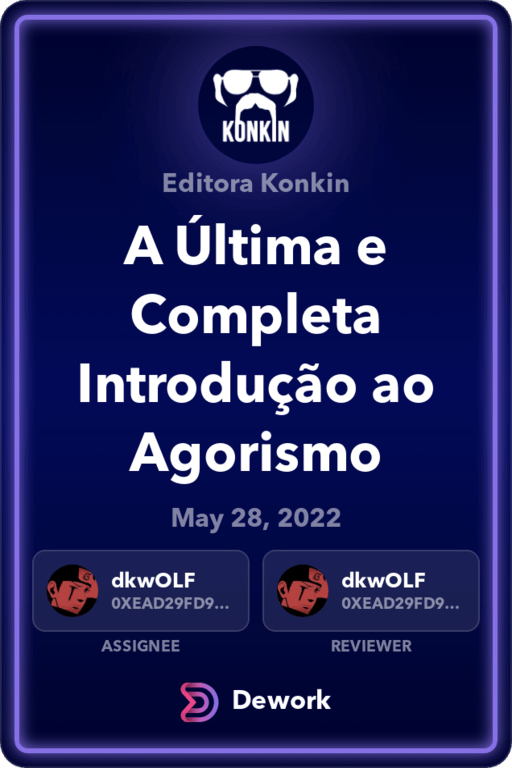 KONKIN
Editora Konkin
A Última e
Completa
Introdução ao
Agorismo
May 28, 2022
dkwOLF
0XEAD29FD9...
ASSIGNEE
dkwOLF
0XEAD29FD9...
REVIEWER
Dework